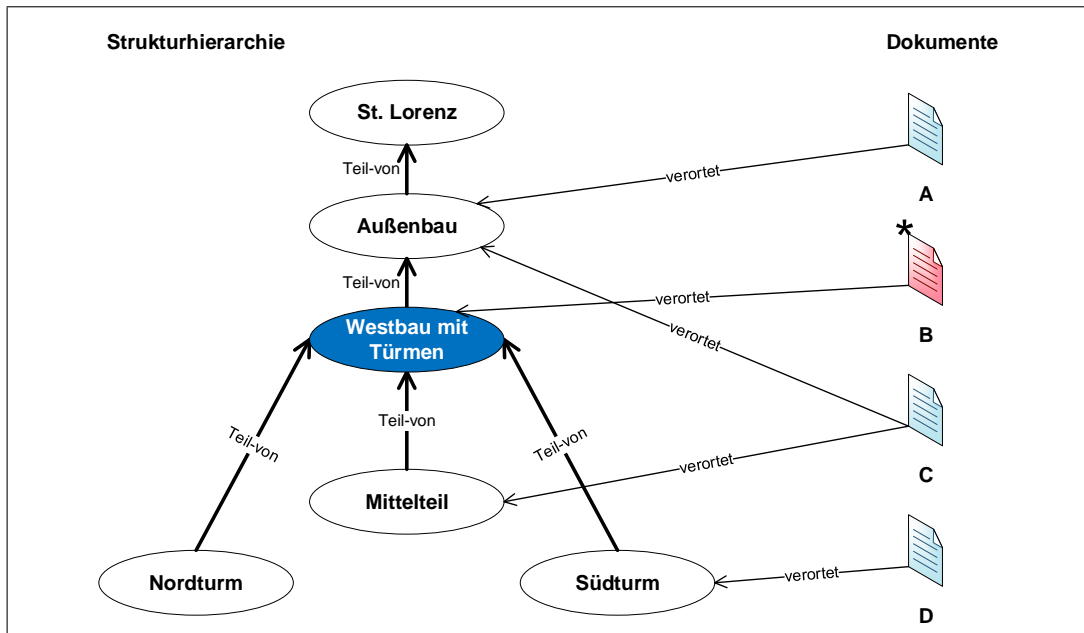 Strukturhierarchie
Dokumente
St. Lorenz
Teil-von
verortet
A
Außenbau
*
Teil-von
verortet
B
Westbau mit
Türmen
verortet
Teil-von
Teil-von
Teil-von
verortet
C
Mittelteil
Nordturm
Südturm
verortet
D